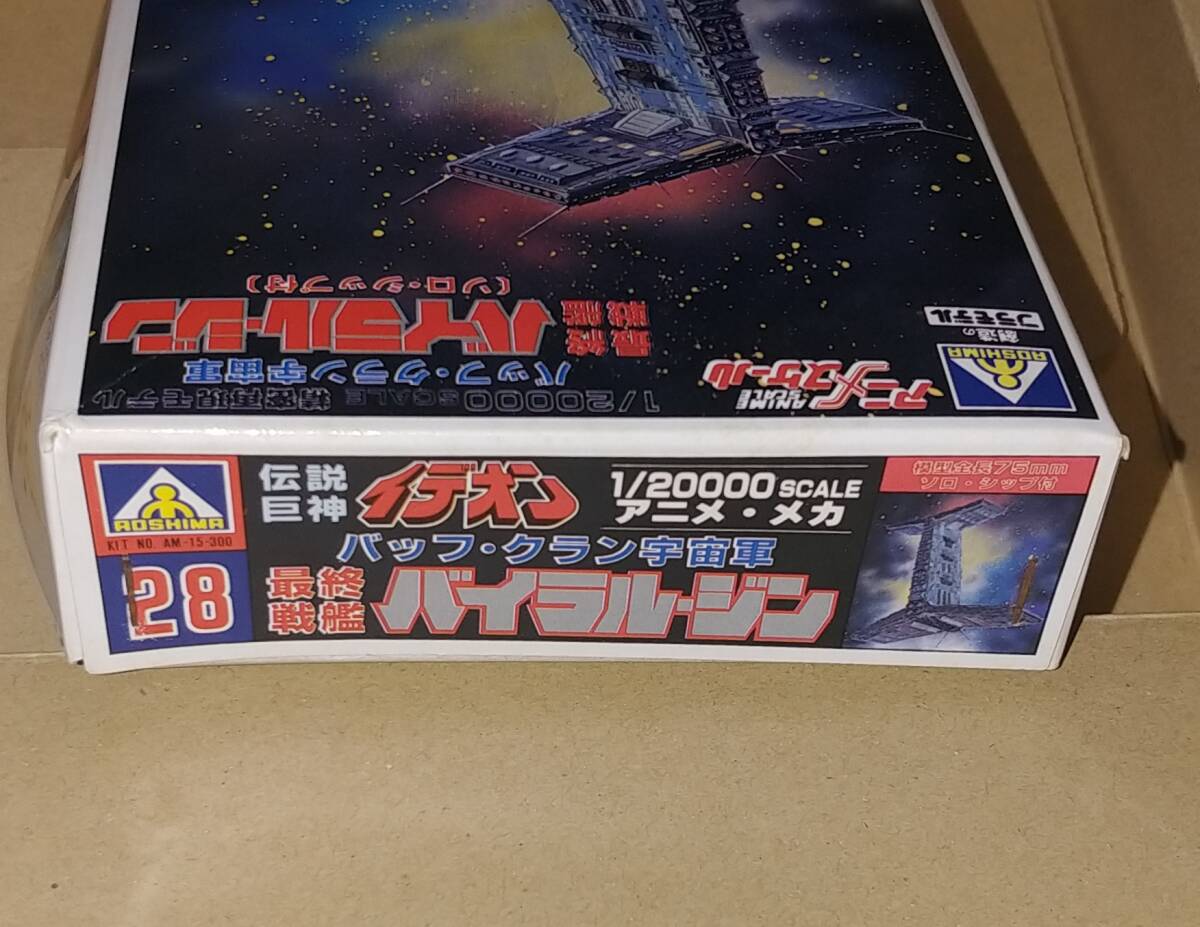 (ソロ・シップ付)
最終戦艦
バイラル・ジン
バッフ・クラン宇宙軍
1/20000 SCALE 精密再現モデル
アニメスケール
ANIME SCALE
創造の
プラモデル
AOSHIMA
AOSHIMA
KIT NO. AM-15-300
28
伝説
巨神
イデオン
1/20000 SCALE
アニメ・メカ
バッフ・クラン宇宙軍
最終
戦艦
バイラル・ジン
模型全長75mm
ソロ・シップ付